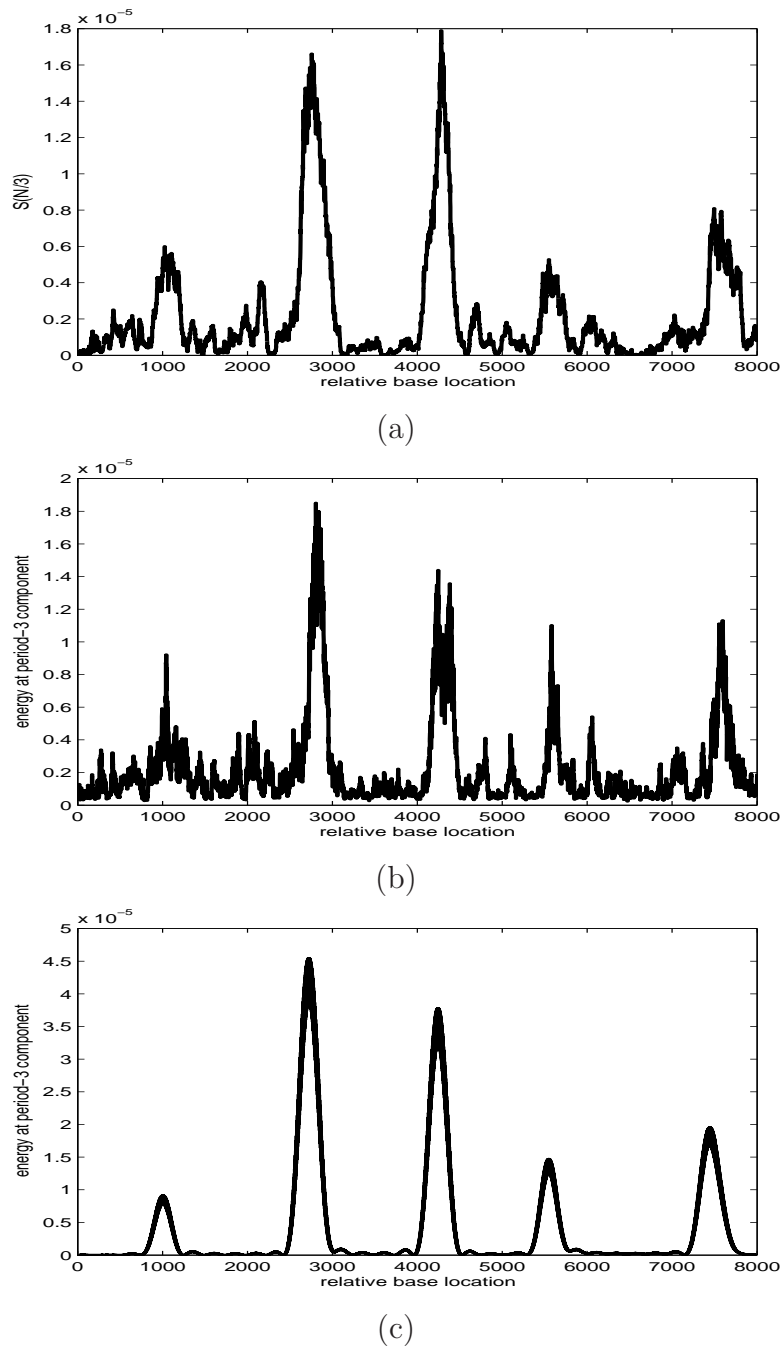 × 10⁻⁵
1.8
1.6
1.4
1.2
1
0.8
0.6
0.4
0.2
0
S(N/3)
0 1000 2000 3000 4000 5000 6000 7000 8000
relative base location
(a)
× 10⁻⁵
2
1.8
1.6
1.4
1.2
1
0.8
0.6
0.4
0.2
0
energy at period−3 component
0 1000 2000 3000 4000 5000 6000 7000 8000
relative base location
(b)
× 10⁻⁵
5
4.5
4
3.5
3
2.5
2
1.5
1
0.5
0
energy at period−3 component
0 1000 2000 3000 4000 5000 6000 7000 8000
relative base location
(c)